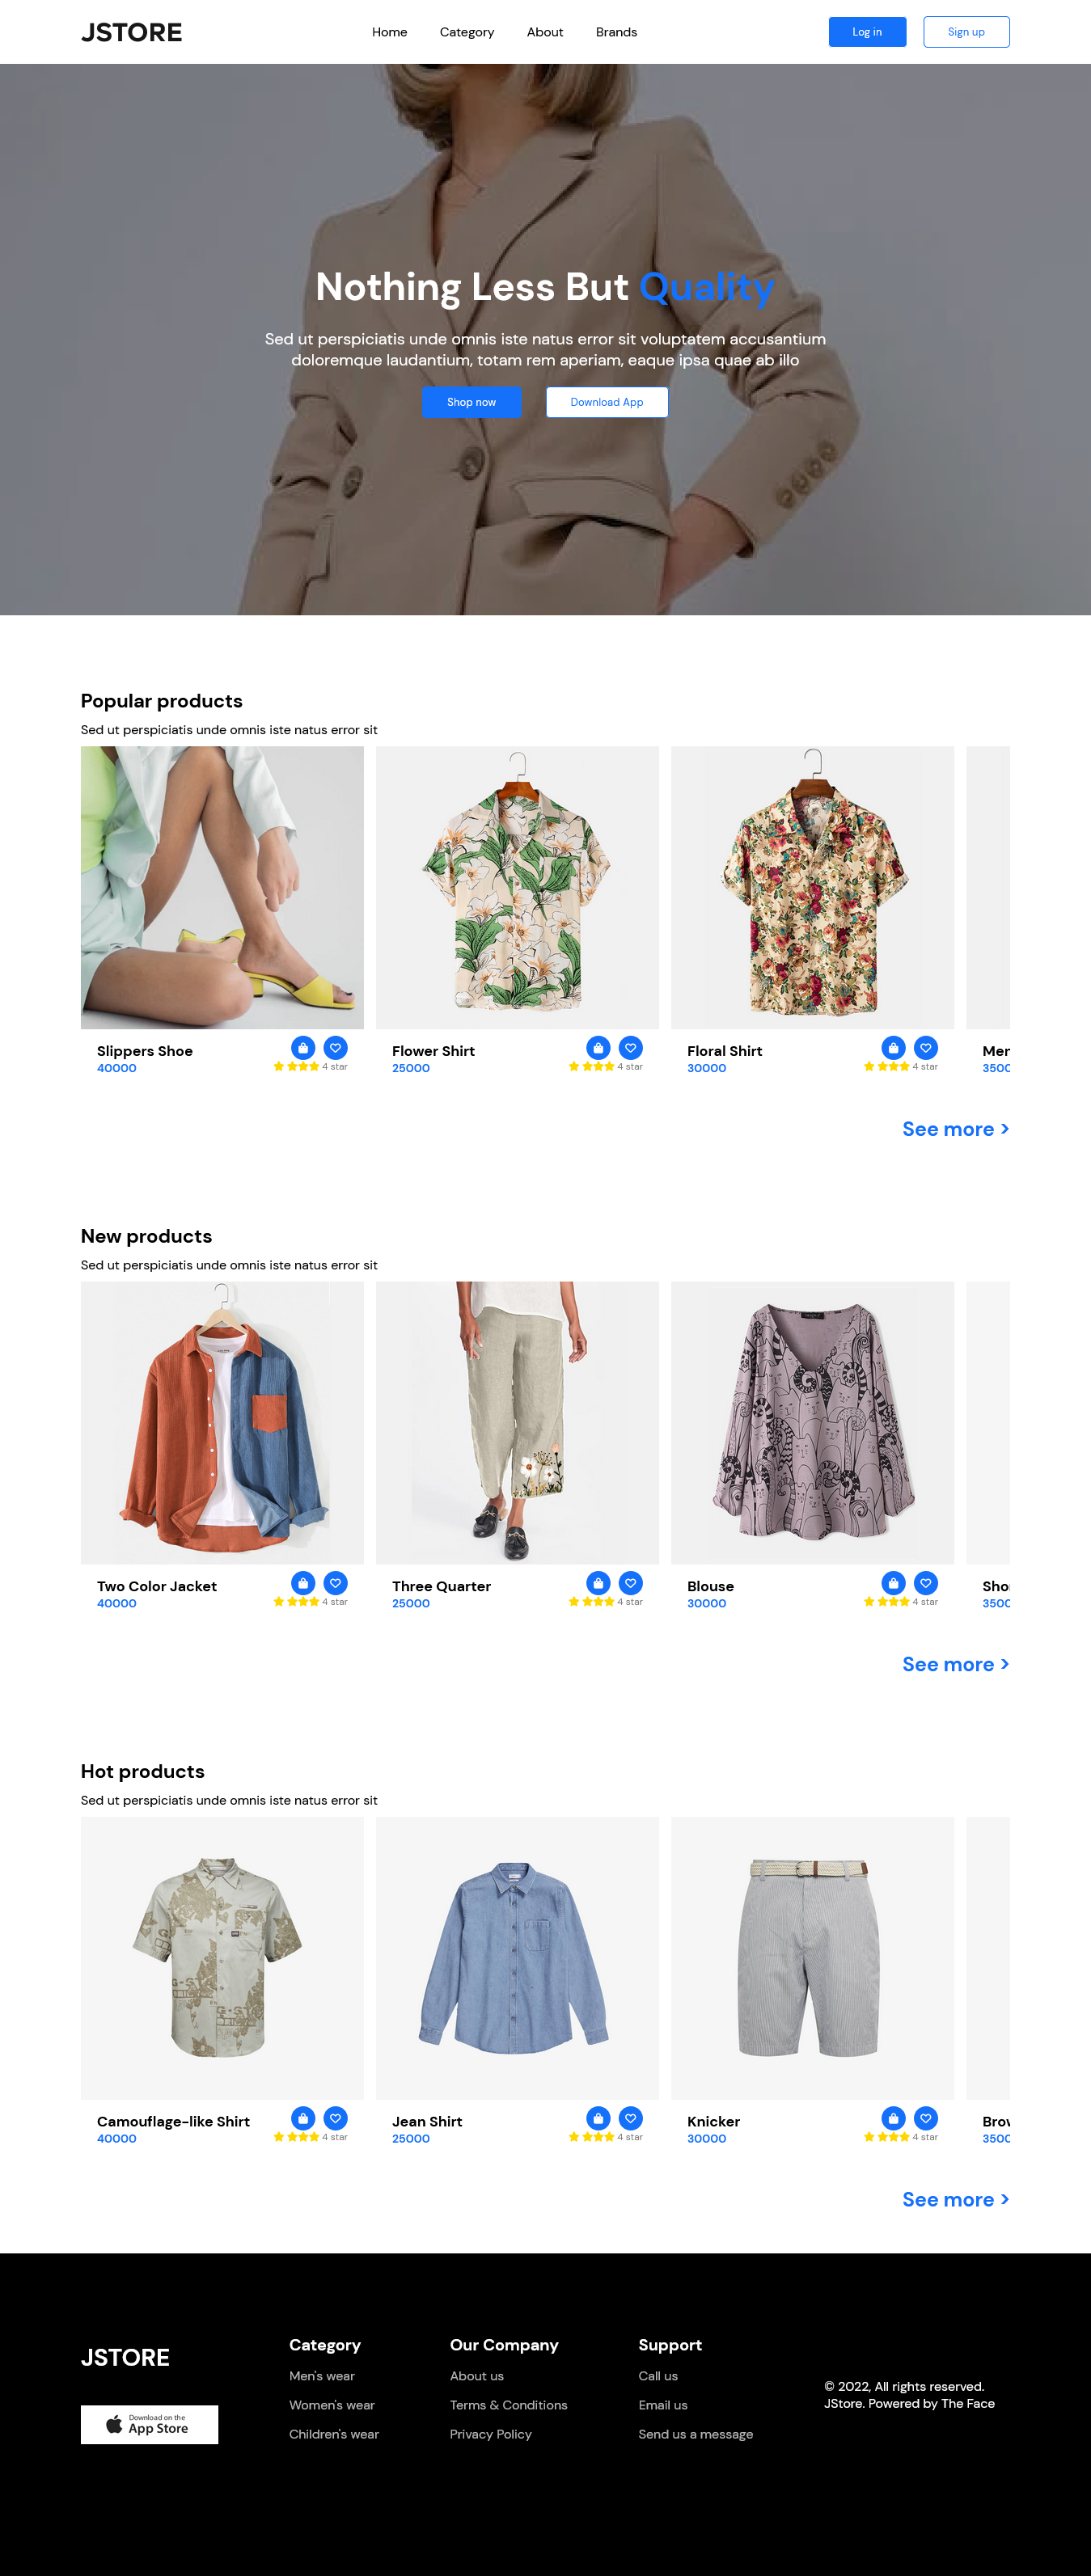 JSTORE
Home Category About Brands
Log in Sign up
Nothing Less But Quality
Sed ut perspiciatis unde omnis iste natus error sit voluptatem accusantium
doloremque laudantium, totam rem aperiam, eaque ipsa quae ab illo
Shop now Download App
Popular products
Sed ut perspiciatis unde omnis iste natus error sit
Slippers Shoe
40000
4 star
Flower Shirt
25000
4 star
Floral Shirt
30000
4 star
See more >
New products
Sed ut perspiciatis unde omnis iste natus error sit
Two Color Jacket
40000
4 star
Three Quarter
25000
4 star
Blouse
30000
4 star
See more >
Hot products
Sed ut perspiciatis unde omnis iste natus error sit
Camouflage-like Shirt
40000
4 star
Jean Shirt
25000
4 star
Knicker
30000
4 star
See more >
JSTORE
Download on the
App Store
Category
Men's wear
Women's wear
Children's wear
Our Company
About us
Terms & Conditions
Privacy Policy
Support
Call us
Email us
Send us a message
© 2022, All rights reserved.
JStore. Powered by The Face